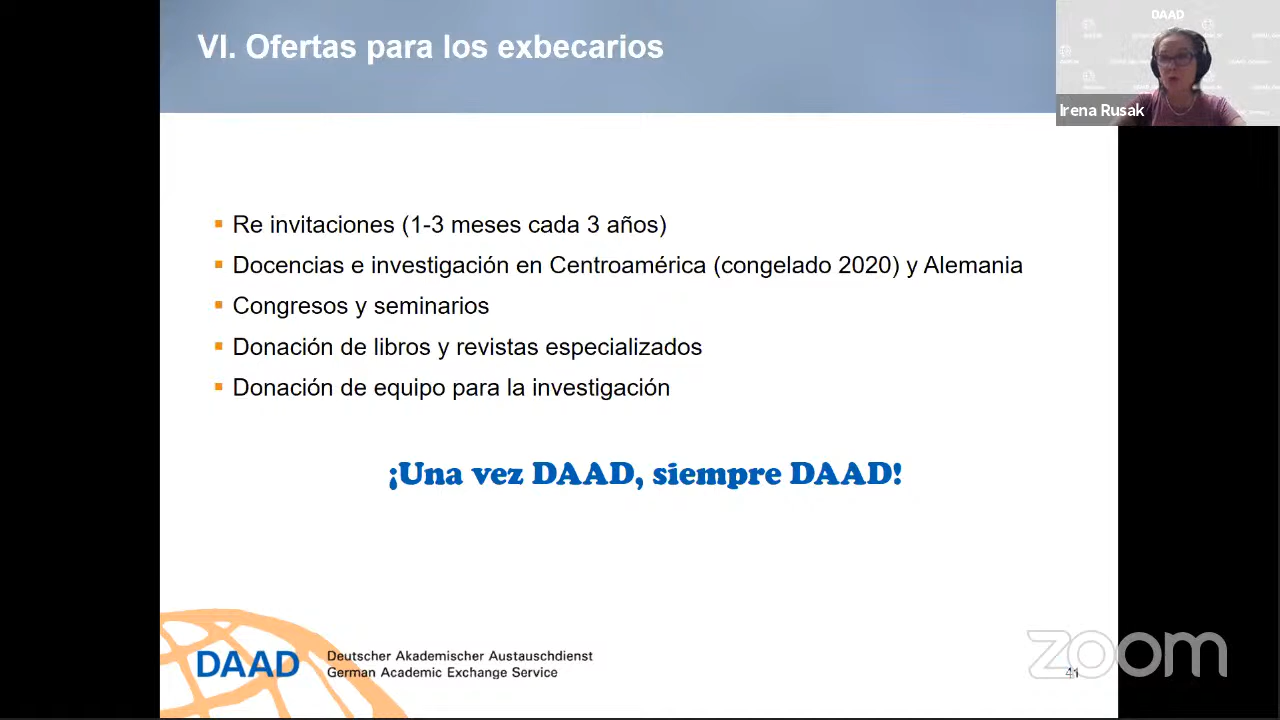 VI. Ofertas para los exbecarios
DAAD
Irena Rusak
Re invitaciones (1-3 meses cada 3 años)
Docencias e investigación en Centroamérica (congelado 2020) y Alemania
Congresos y seminarios
Donación de libros y revistas especializados
Donación de equipo para la investigación
¡Una vez DAAD, siempre DAAD!
DAAD
Deutscher Akademischer Austauschdienst
German Academic Exchange Service
zoom
41